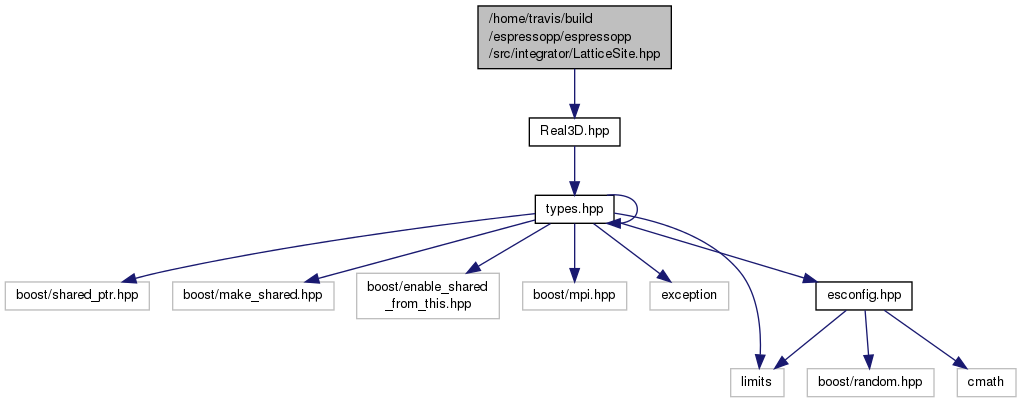 /home/travis/build
/espressopp/espressopp
/src/integrator/LatticeSite.hpp
Real3D.hpp
types.hpp
boost/shared_ptr.hpp
boost/make_shared.hpp
boost/enable_shared
_from_this.hpp
boost/mpi.hpp
exception
esconfig.hpp
limits
boost/random.hpp
cmath